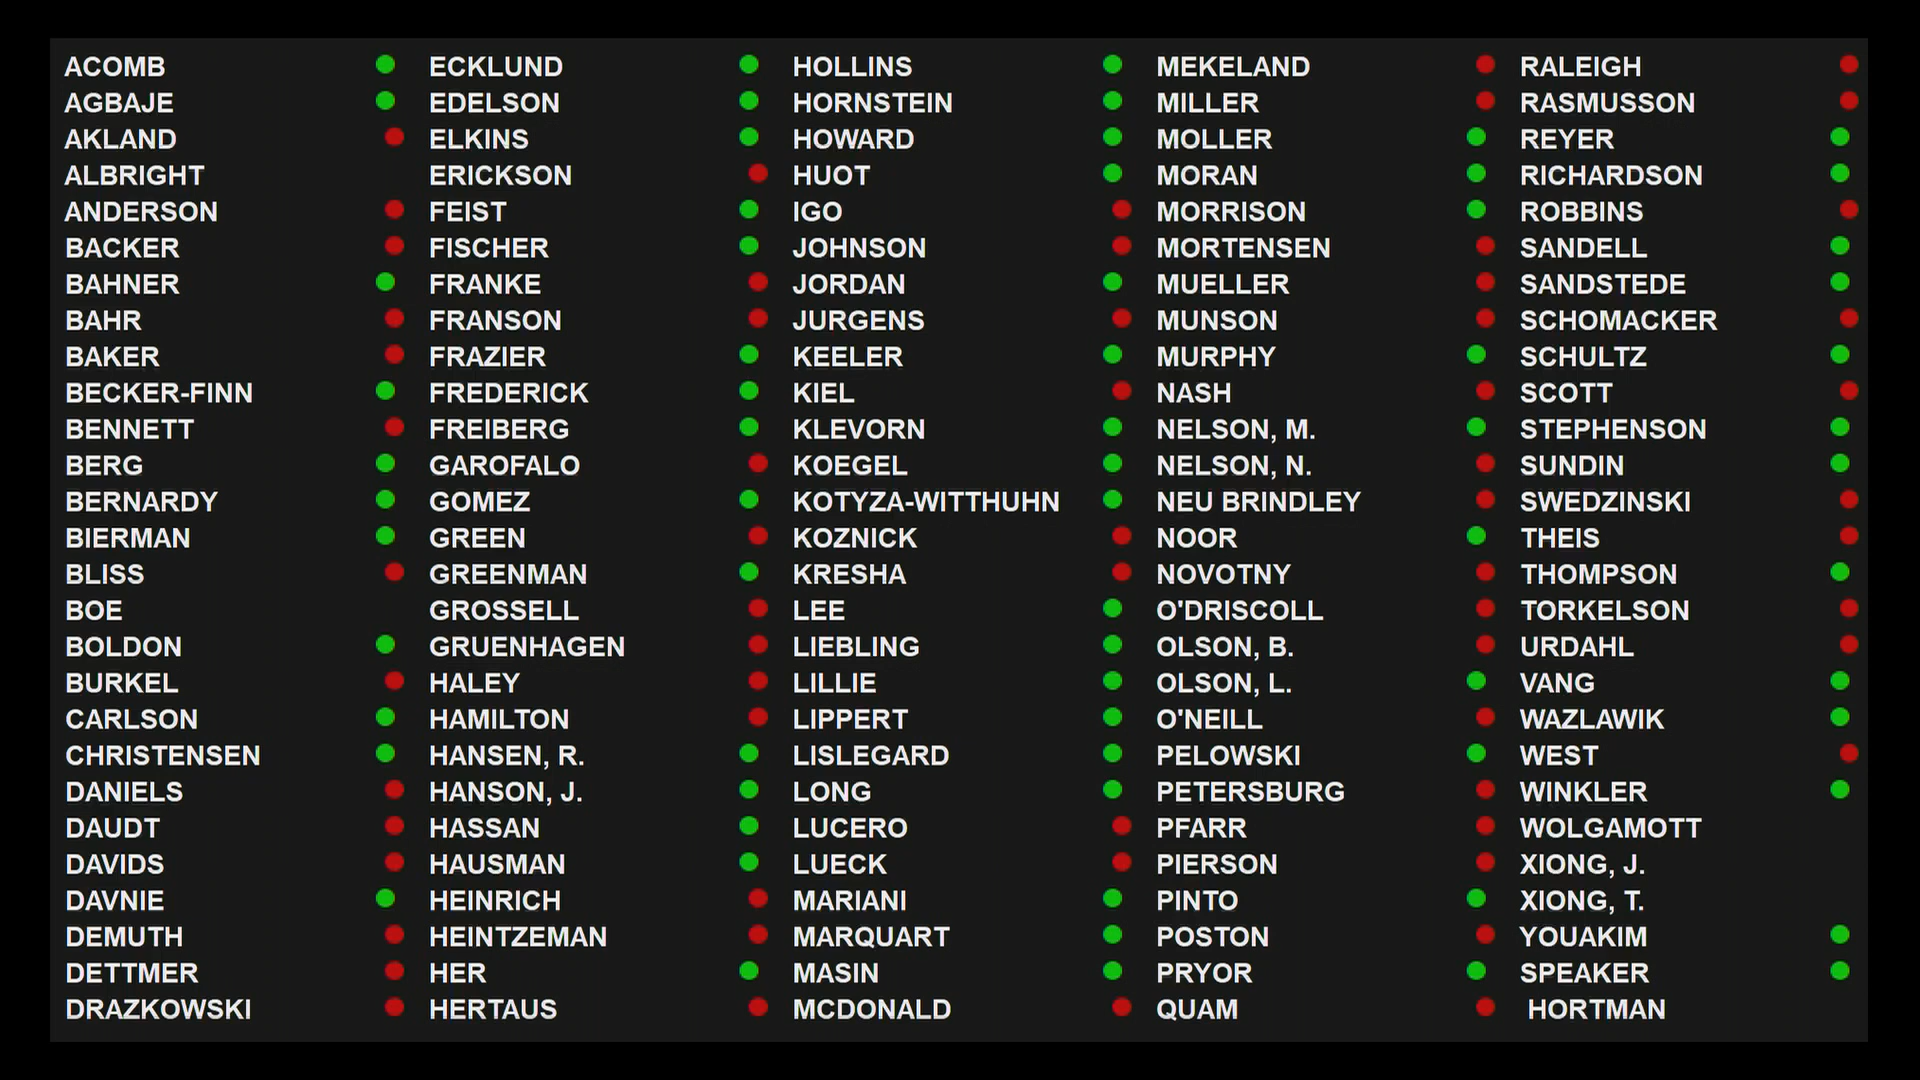 ACOMB
AGBAJE
AKLAND
ALBRIGHT
ANDERSON
BACKER
BAHNER
BAHR
BAKER
BECKER-FINN
BENNETT
BERG
BERNARDY
BIERMAN
BLISS
BOE
BOLDON
BURKEL
CARLSON
CHRISTENSEN
DANIELS
DAUDT
DAVIDS
DAVNIE
DEMUTH
DETTMER
DRAZKOWSKI
ECKLUND
EDELSON
ELKINS
ERICKSON
FEIST
FISCHER
FRANKE
FRANSON
FRAZIER
FREDERICK
FREIBERG
GAROFALO
GOMEZ
GREEN
GREENMAN
GROSSELL
GRUENHAGEN
HALEY
HAMILTON
HANSEN, R.
HANSON, J.
HASSAN
HAUSMAN
HEINRICH
HEINTZEMAN
HER
HERTAUS
HOLLINS
HORNSTEIN
HOWARD
HUOT
IGO
JOHNSON
JORDAN
JURGENS
KEELER
KIEL
KLEVORN
KOEGEL
KOTYZA-WITTHUHN
KOZNICK
KRESHA
LEE
LIEBLING
LILLIE
LIPPERT
LISLEGARD
LONG
LUCERO
LUECK
MARIANI
MARQUART
MASIN
MCDONALD
MEKELAND
MILLER
MOLLER
MORAN
MORRISON
MORTENSEN
MUELLER
MUNSON
MURPHY
NASH
NELSON, M.
NELSON, N.
NEU BRINDLEY
NOOR
NOVOTNY
O'DRISCOLL
OLSON, B.
OLSON, L.
O'NEILL
PELOWSKI
PETERSBURG
PFARR
PIERSON
PINTO
POSTON
PRYOR
QUAM
RALEIGH
RASMUSSON
REYER
RICHARDSON
ROBBINS
SANDELL
SANDSTEDE
SCHOMACKER
SCHULTZ
SCOTT
STEPHENSON
SUNDIN
SWEDZINSKI
THEIS
THOMPSON
TORKELSON
URDAHL
VANG
WAZLAWIK
WEST
WINKLER
WOLGAMOTT
XIONG, J.
XIONG, T.
YOUAKIM
SPEAKER
HORTMAN